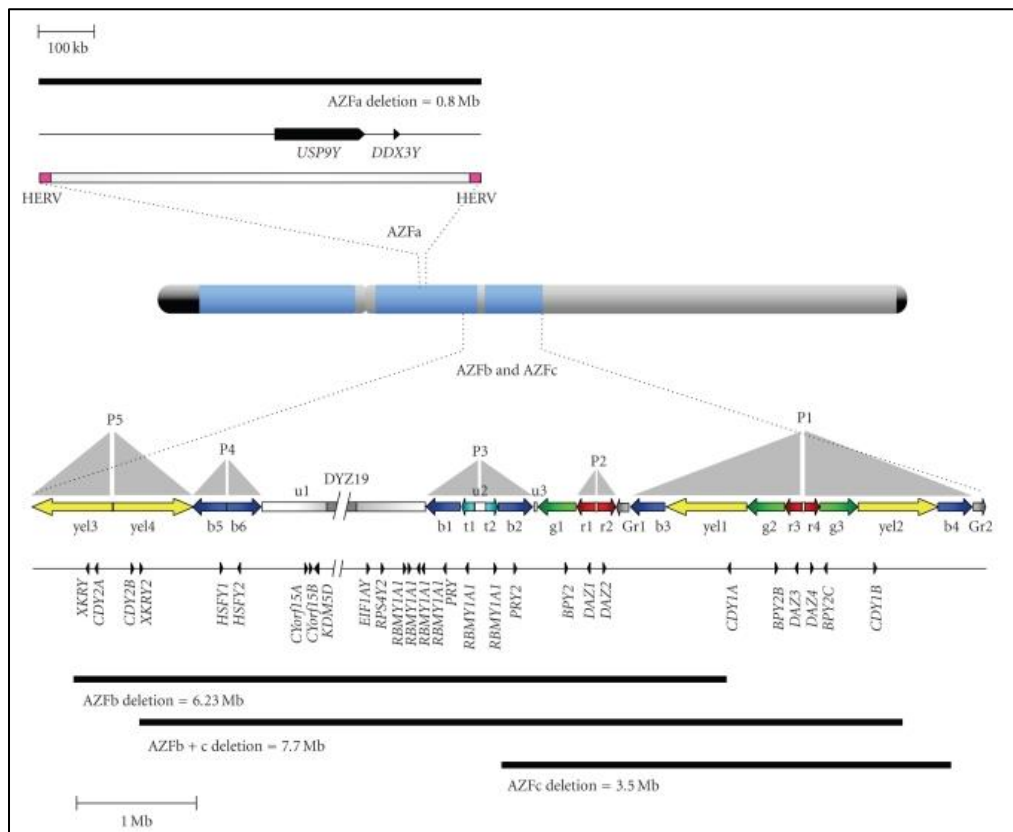 100 kb
AZFa deletion = 0.8 Mb
USP9Y DDX3Y
HERV HERV
AZFa
AZFb and AZFc
P5 P4 P3 P2 P1
u1 DYZ19 u2 u3
yel3 yel4 b5 b6 b1 t1 t2 b2 g1 r1 r2 Gr1 b3 yel1 g2 r3 r4 g3 yel2 b4 Gr2
XKRY CDY2A CDY2B XKRY2 HSFY1 HSFY2 CYorf15A CYorf15B KDM5D EIF1AY RPS4Y2 RBMY1A1 RBMY1A1 RBMY1A1 RBMY1A1 PRY RBMY1A1 RBMY1A1 PRY2 BPY2 DAZ1 DAZ2 CDY1A BPY2B DAZ3 DAZ4 BPY2C CDY1B
AZFb deletion = 6.23 Mb
AZFb + c deletion = 7.7 Mb
AZFc deletion = 3.5 Mb
1 Mb